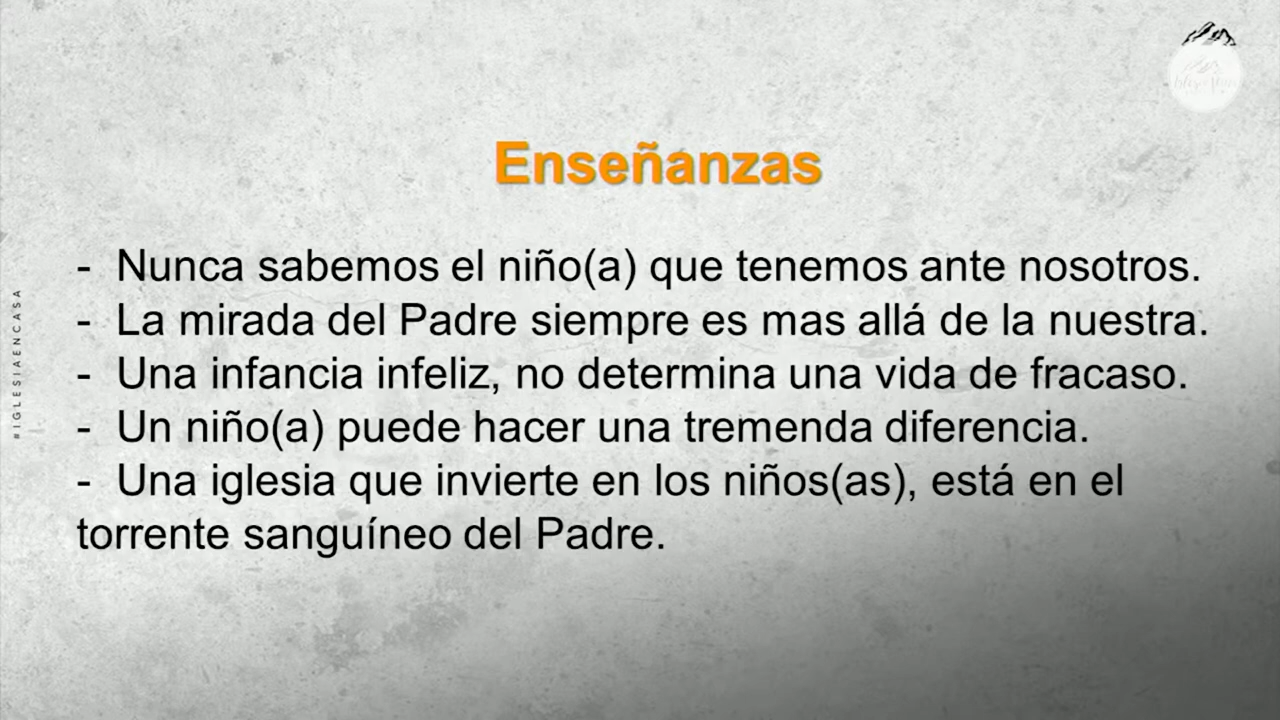 Enseñanzas
- Nunca sabemos el niño(a) que tenemos ante nosotros.
- La mirada del Padre siempre es mas allá de la nuestra.
- Una infancia infeliz, no determina una vida de fracaso.
- Un niño(a) puede hacer una tremenda diferencia.
- Una iglesia que invierte en los niños(as), está en el
torrente sanguíneo del Padre.
#IGLESIAENCASA